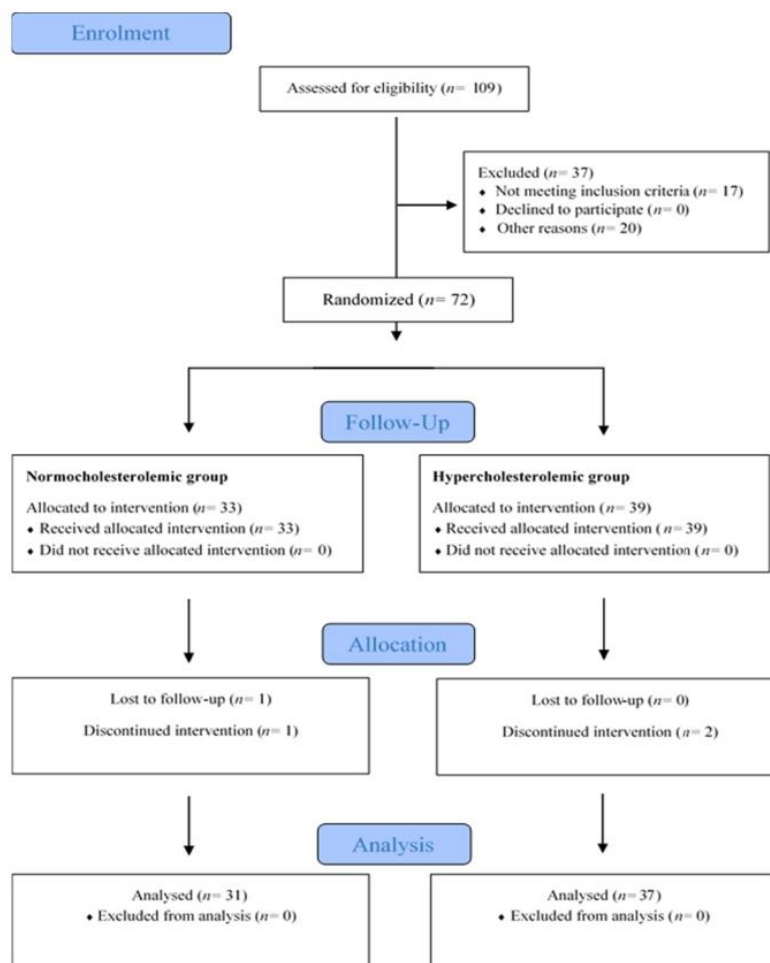 Enrolment
Assessed for eligibility (n= 109)
Excluded (n= 37)
⬥ Not meeting inclusion criteria (n= 17)
⬥ Declined to participate (n= 0)
⬥ Other reasons (n= 20)
Randomized (n= 72)
Follow-Up
Normocholesterolemic group
Allocated to intervention (n= 33)
⬥ Received allocated intervention (n= 33)
⬥ Did not receive allocated intervention (n= 0)
Hypercholesterolemic group
Allocated to intervention (n= 39)
⬥ Received allocated intervention (n= 39)
⬥ Did not receive allocated intervention (n= 0)
Allocation
Lost to follow-up (n= 1)
Discontinued intervention (n= 1)
Lost to follow-up (n= 0)
Discontinued intervention (n= 2)
Analysis
Analysed (n= 31)
⬥ Excluded from analysis (n= 0)
Analysed (n= 37)
⬥ Excluded from analysis (n= 0)